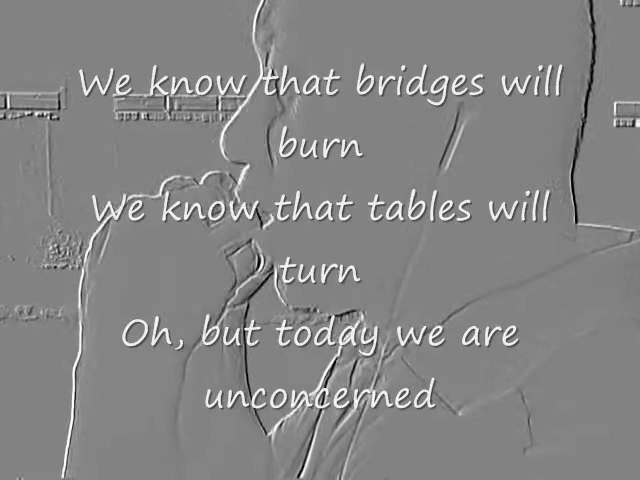 We know that bridges will
burn
We know that tables will
turn
Oh, but today we are
unconcerned